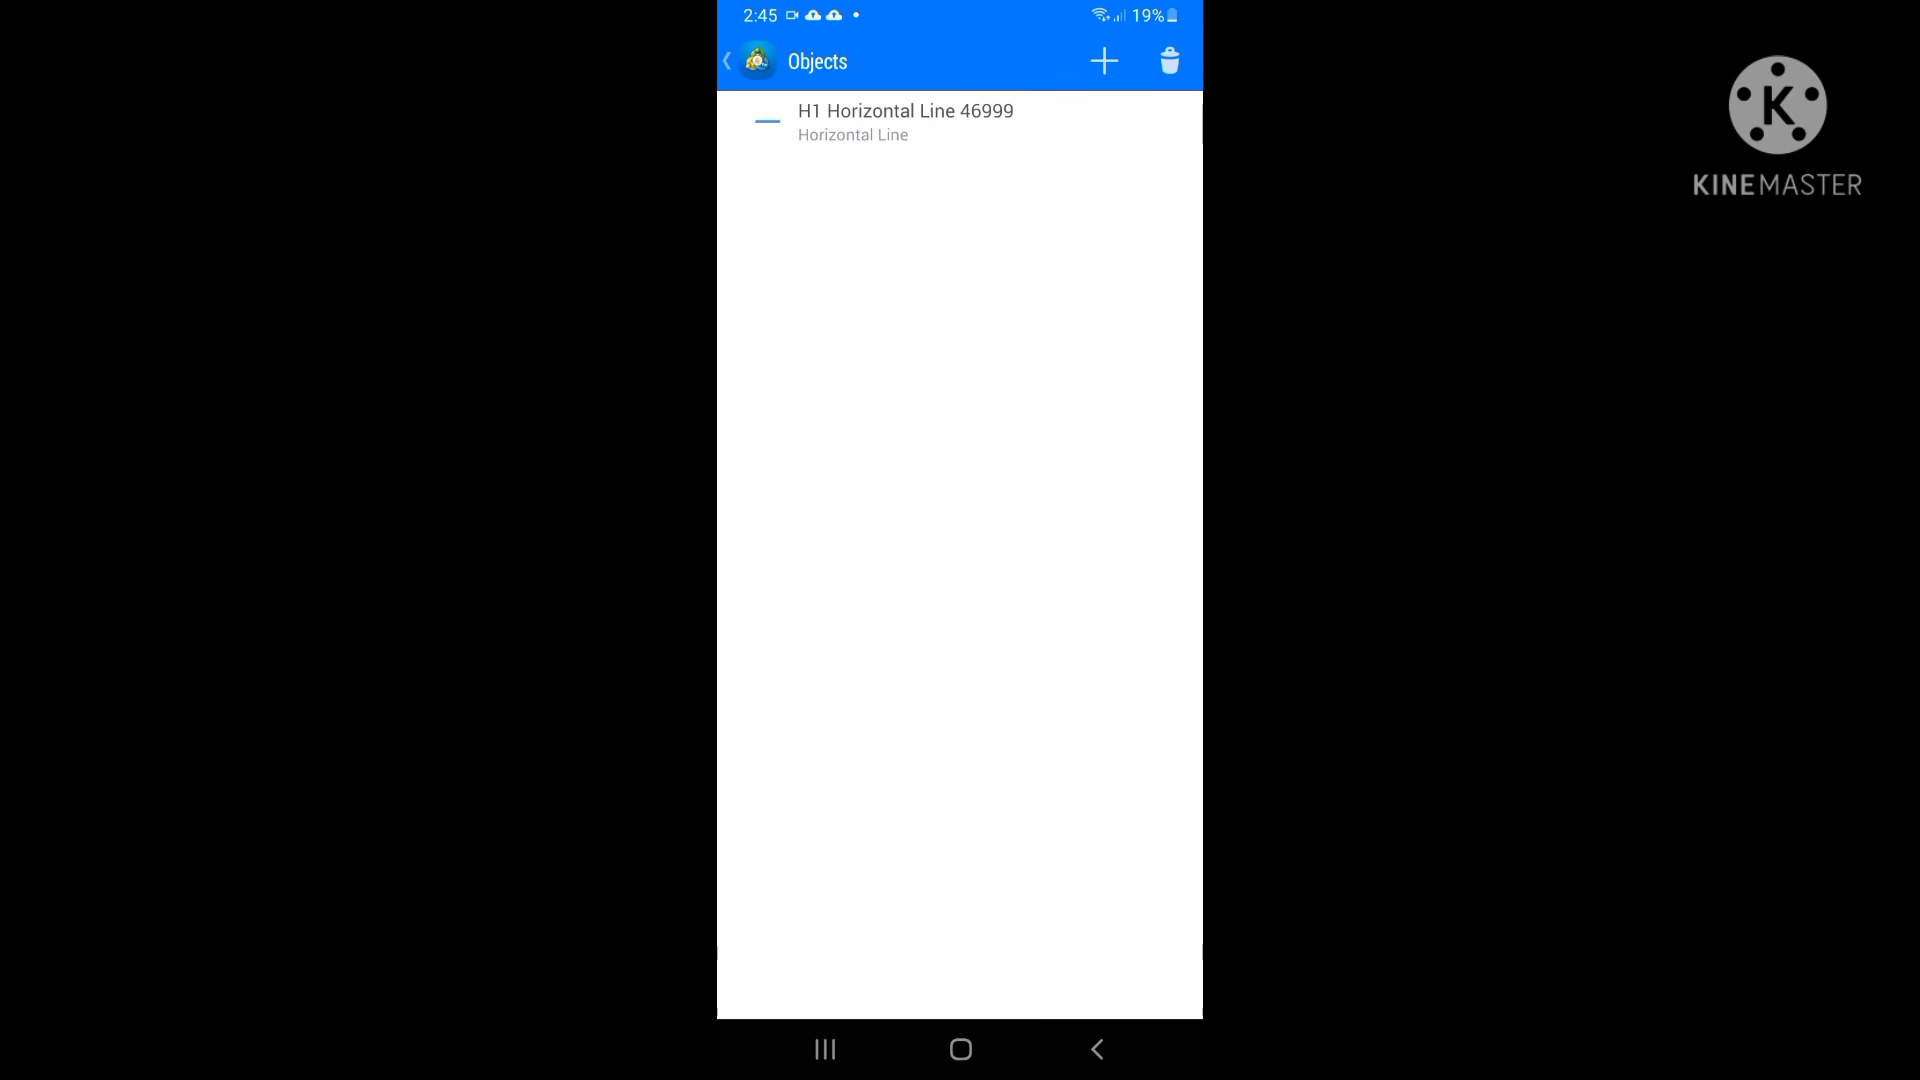 2:45
19%
Objects
H1 Horizontal Line 46999
Horizontal Line
K
KINEMASTER